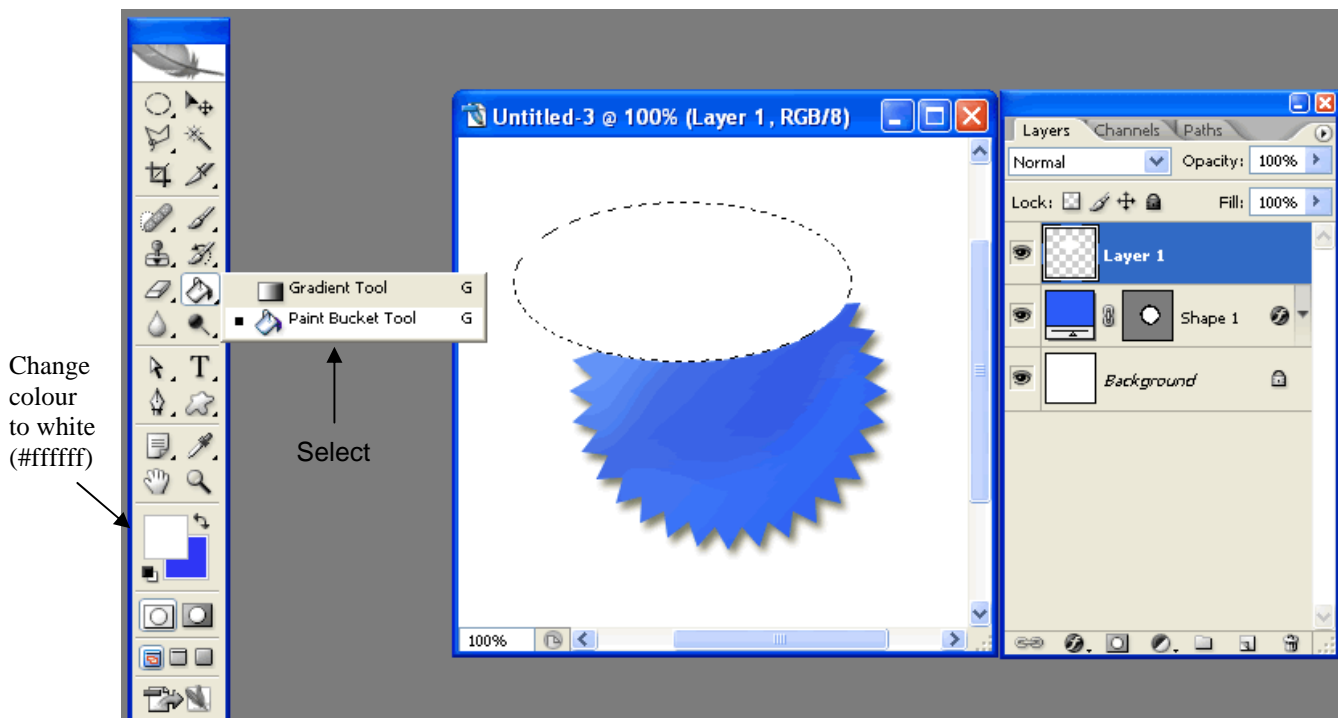 Change
colour
to white
(#ffffff)
Gradient Tool G
Paint Bucket Tool G
Select
T
Untitled-3 @ 100% (Layer 1, RGB/8)
100%
Layers Channels Paths
Normal Opacity: 100%
Lock: Fill: 100%
Layer 1
Shape 1
Background